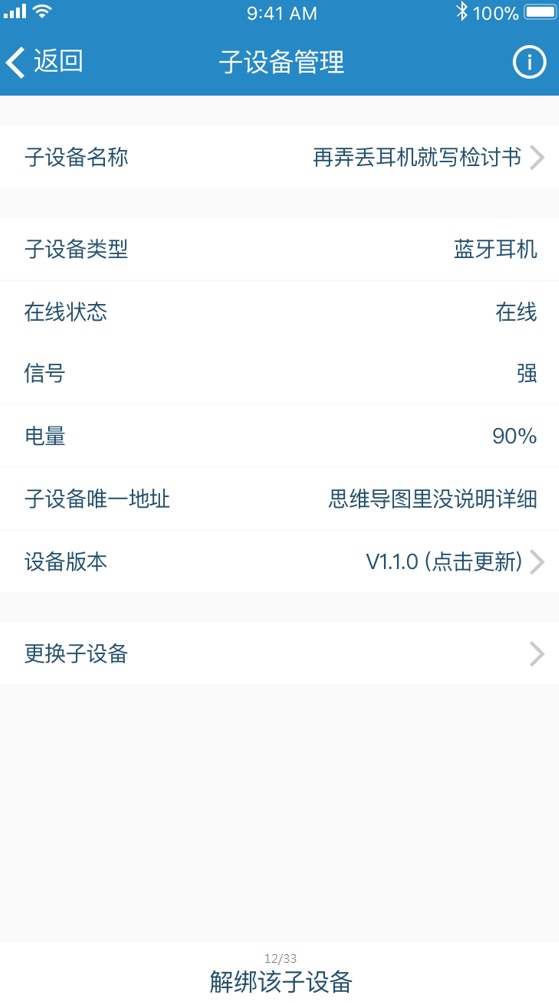 9:41 AM 100%
返回 子设备管理
子设备名称 再弄丢耳机就写检讨书
子设备类型 蓝牙耳机
在线状态 在线
信号 强
电量 90%
子设备唯一地址 思维导图里没说明详细
设备版本 V1.1.0 (点击更新)
更换子设备
12/33
解绑该子设备